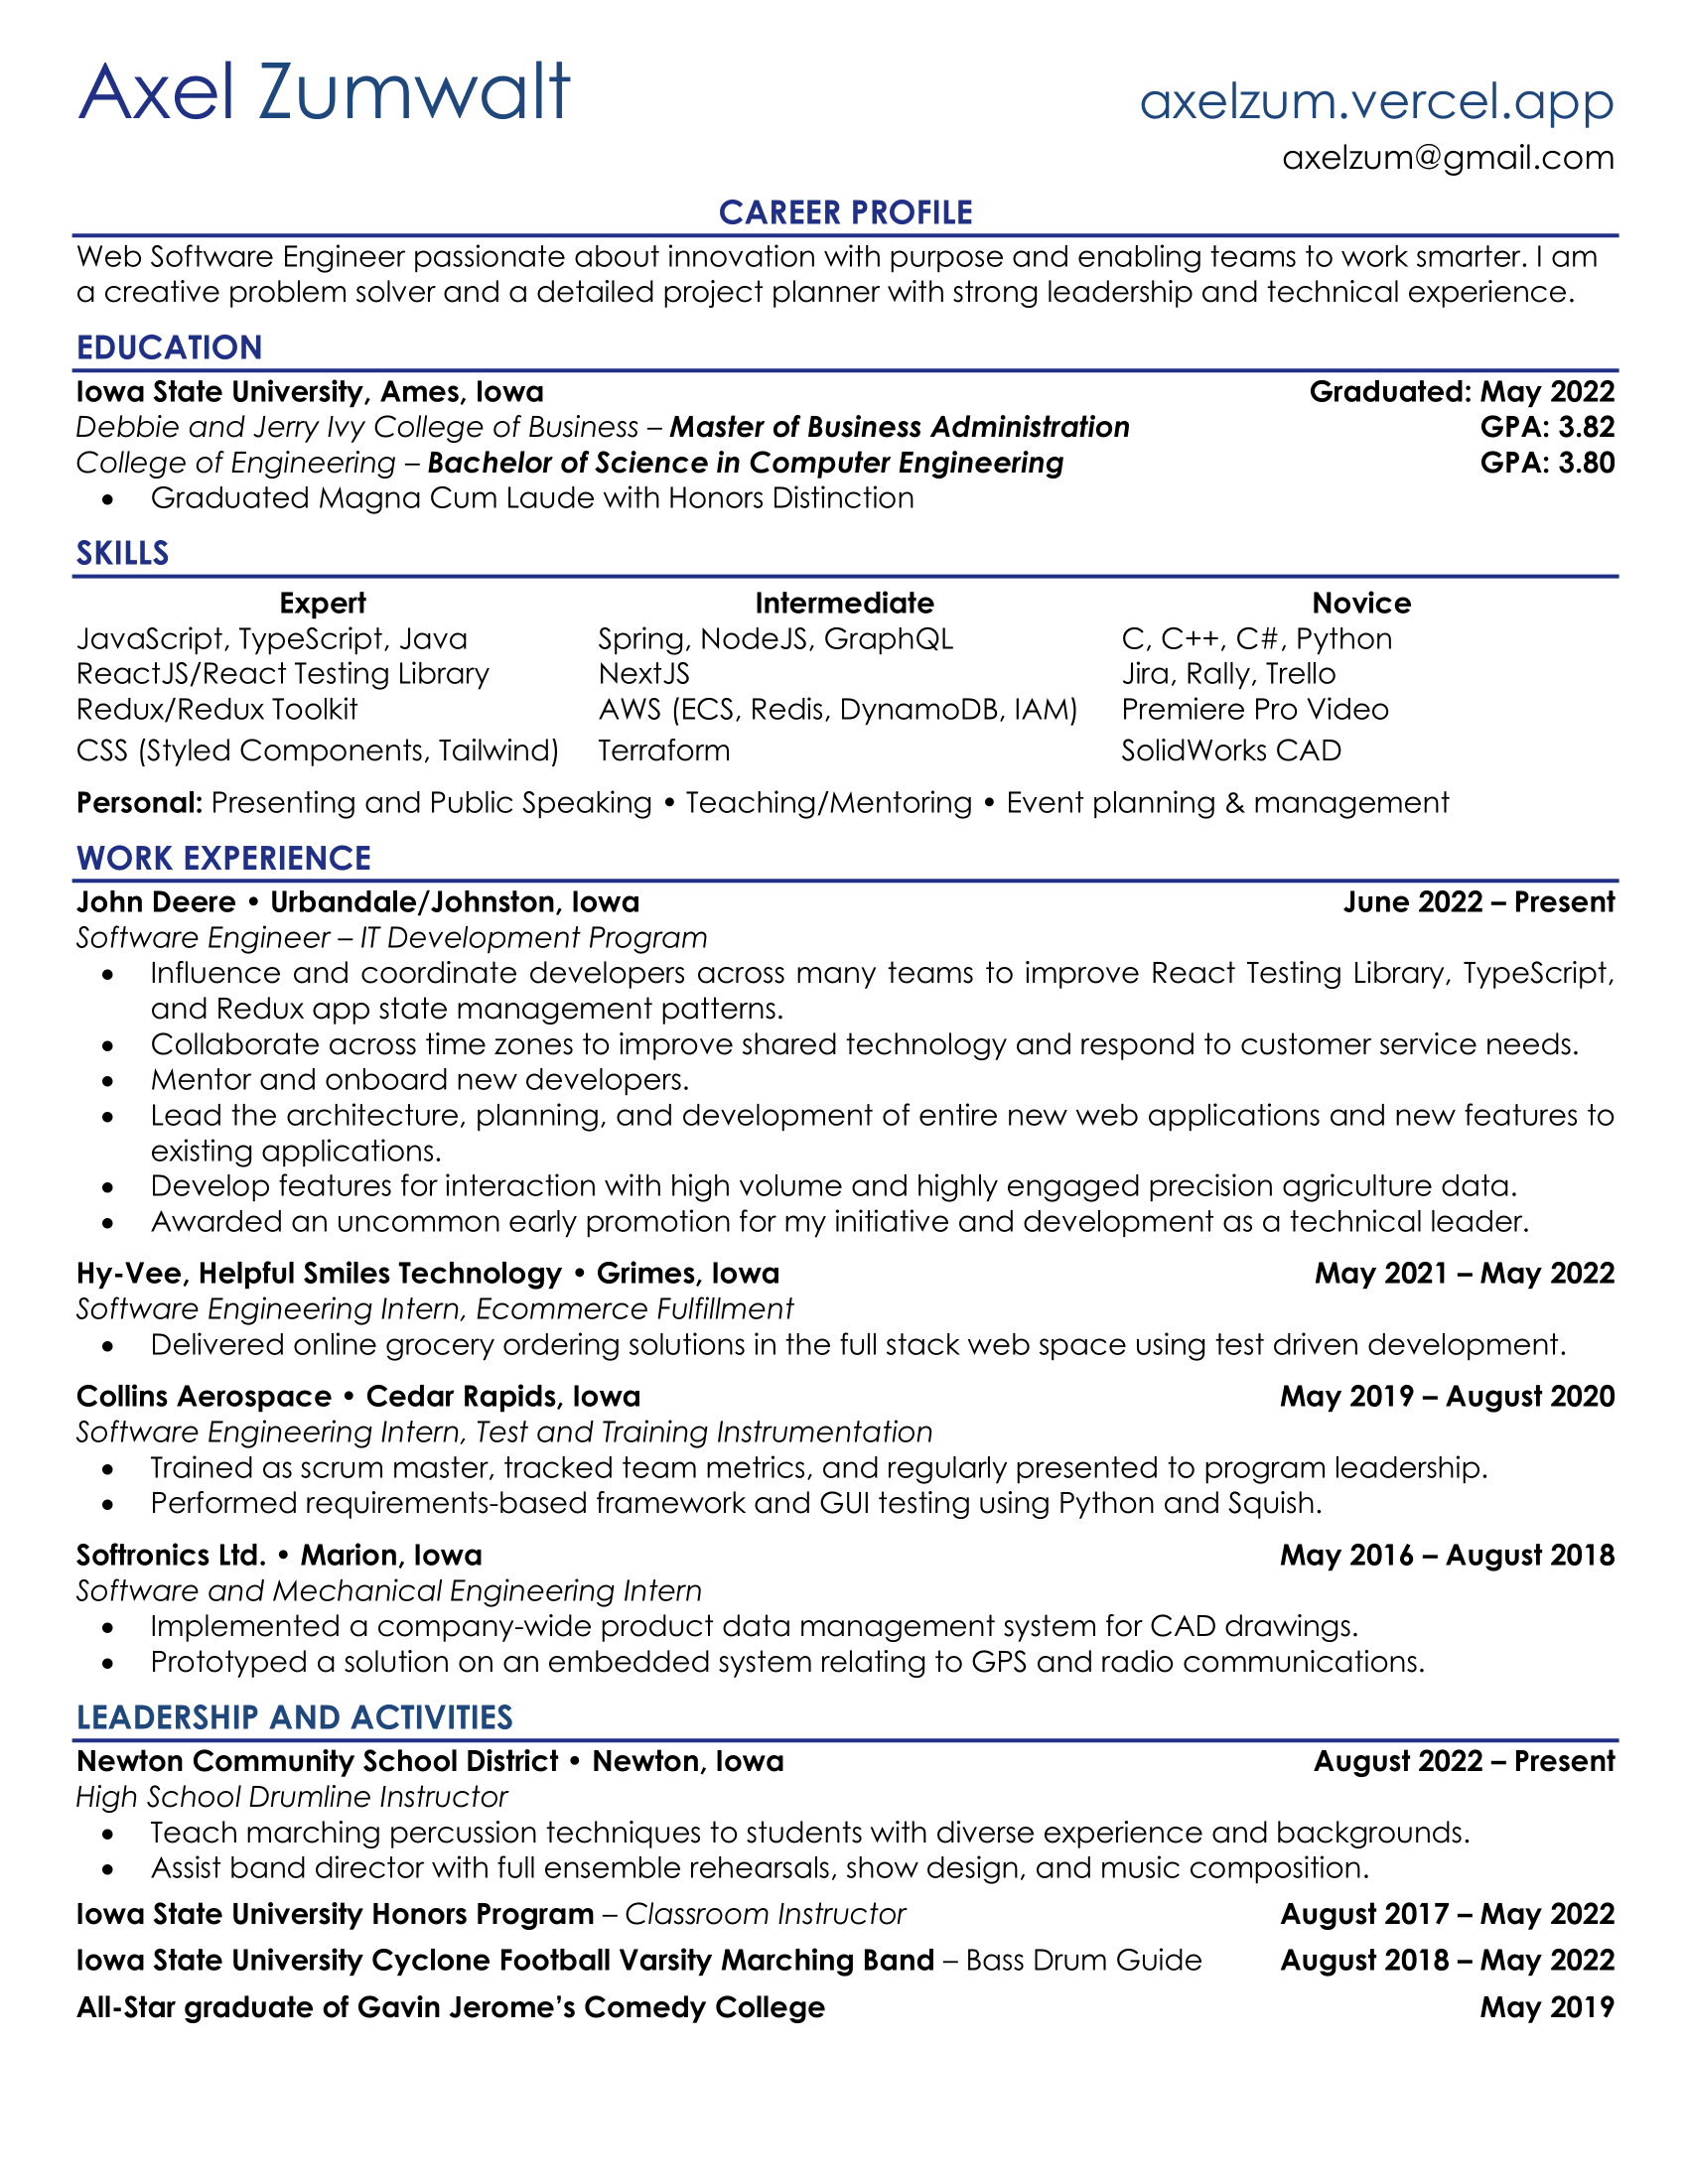 Axel Zumwalt axelzum.vercel.app
axelzum@gmail.com
CAREER PROFILE
Web Software Engineer passionate about innovation with purpose and enabling teams to work smarter. I am
a creative problem solver and a detailed project planner with strong leadership and technical experience.
EDUCATION
Iowa State University, Ames, Iowa Graduated: May 2022
Debbie and Jerry Ivy College of Business – Master of Business Administration GPA: 3.82
College of Engineering – Bachelor of Science in Computer Engineering GPA: 3.80
• Graduated Magna Cum Laude with Honors Distinction
SKILLS
Expert Intermediate Novice
JavaScript, TypeScript, Java Spring, NodeJS, GraphQL C, C++, C#, Python
ReactJS/React Testing Library NextJS Jira, Rally, Trello
Redux/Redux Toolkit AWS (ECS, Redis, DynamoDB, IAM) Premiere Pro Video
CSS (Styled Components, Tailwind) Terraform SolidWorks CAD
Personal: Presenting and Public Speaking • Teaching/Mentoring • Event planning & management
WORK EXPERIENCE
John Deere • Urbandale/Johnston, Iowa June 2022 – Present
Software Engineer – IT Development Program
• Influence and coordinate developers across many teams to improve React Testing Library, TypeScript,
and Redux app state management patterns.
• Collaborate across time zones to improve shared technology and respond to customer service needs.
• Mentor and onboard new developers.
• Lead the architecture, planning, and development of entire new web applications and new features to
existing applications.
• Develop features for interaction with high volume and highly engaged precision agriculture data.
• Awarded an uncommon early promotion for my initiative and development as a technical leader.
Hy-Vee, Helpful Smiles Technology • Grimes, Iowa May 2021 – May 2022
Software Engineering Intern, Ecommerce Fulfillment
• Delivered online grocery ordering solutions in the full stack web space using test driven development.
Collins Aerospace • Cedar Rapids, Iowa May 2019 – August 2020
Software Engineering Intern, Test and Training Instrumentation
• Trained as scrum master, tracked team metrics, and regularly presented to program leadership.
• Performed requirements-based framework and GUI testing using Python and Squish.
Softronics Ltd. • Marion, Iowa May 2016 – August 2018
Software and Mechanical Engineering Intern
• Implemented a company-wide product data management system for CAD drawings.
• Prototyped a solution on an embedded system relating to GPS and radio communications.
LEADERSHIP AND ACTIVITIES
Newton Community School District • Newton, Iowa August 2022 – Present
High School Drumline Instructor
• Teach marching percussion techniques to students with diverse experience and backgrounds.
• Assist band director with full ensemble rehearsals, show design, and music composition.
Iowa State University Honors Program – Classroom Instructor August 2017 – May 2022
Iowa State University Cyclone Football Varsity Marching Band – Bass Drum Guide August 2018 – May 2022
All-Star graduate of Gavin Jerome’s Comedy College May 2019